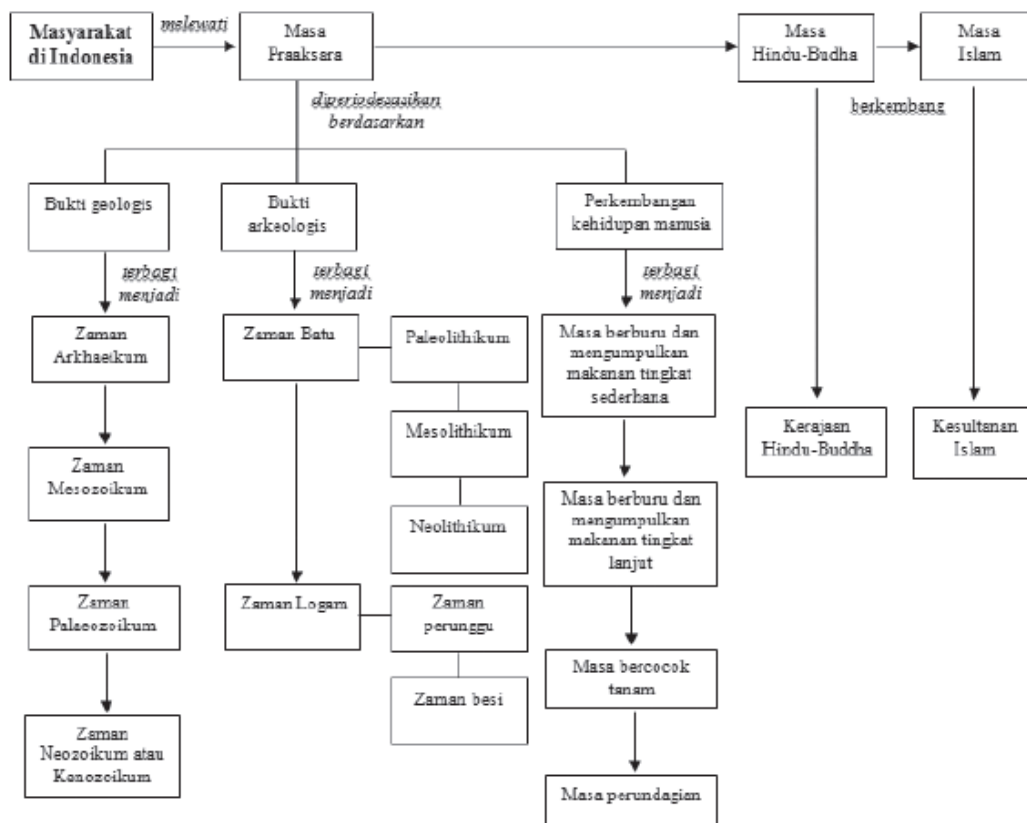 Masyarakat
di Indonesia
melewati
Masa
Praaksara
Masa
Hindu-Budha
Masa
Islam
diperiodesasikan
berdasarkan
berkembang
Bukti geologis
Bukti
arkeologis
Perkembangan
kehidupan manusia
terbagi
menjadi
terbagi
menjadi
terbagi
menjadi
Zaman
Arkhaeikum
Zaman Batu
Paleolithikum
Masa berburu dan
mengumpulkan
makanan tingkat
sederhana
Mesolithikum
Kerajaan
Hindu-Buddha
Kesultanan
Islam
Zaman
Mesozoikum
Neolithikum
Masa berburu dan
mengumpulkan
makanan tingkat
lanjut
Zaman
Palaeozoikum
Zaman Logam
Zaman
perunggu
Masa bercocok
tanam
Zaman besi
Zaman
Neozoikum atau
Kenozoikum
Masa perundagian